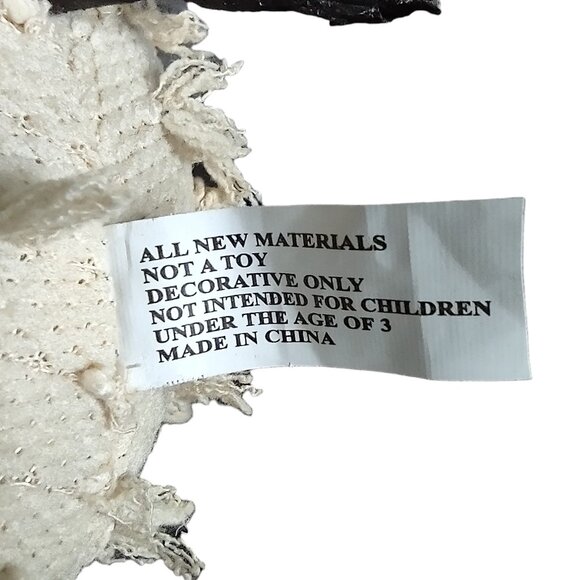 ALL NEW MATERIALS
NOT A TOY
DECORATIVE ONLY
NOT INTENDED FOR CHILDREN
UNDER THE AGE OF 3
MADE IN CHINA